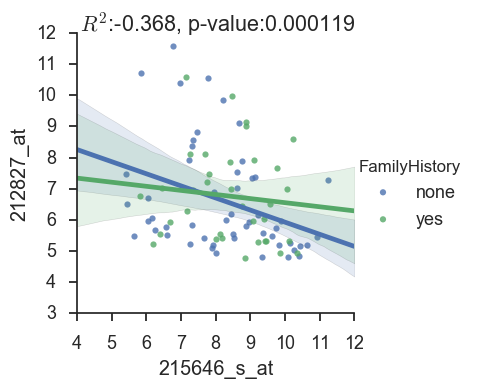 R²:-0.368, p-value:0.000119
12
11
10
9
8
7
6
5
4
3
212827_at
4 5 6 7 8 9 10 11 12
215646_s_at
FamilyHistory
none
yes